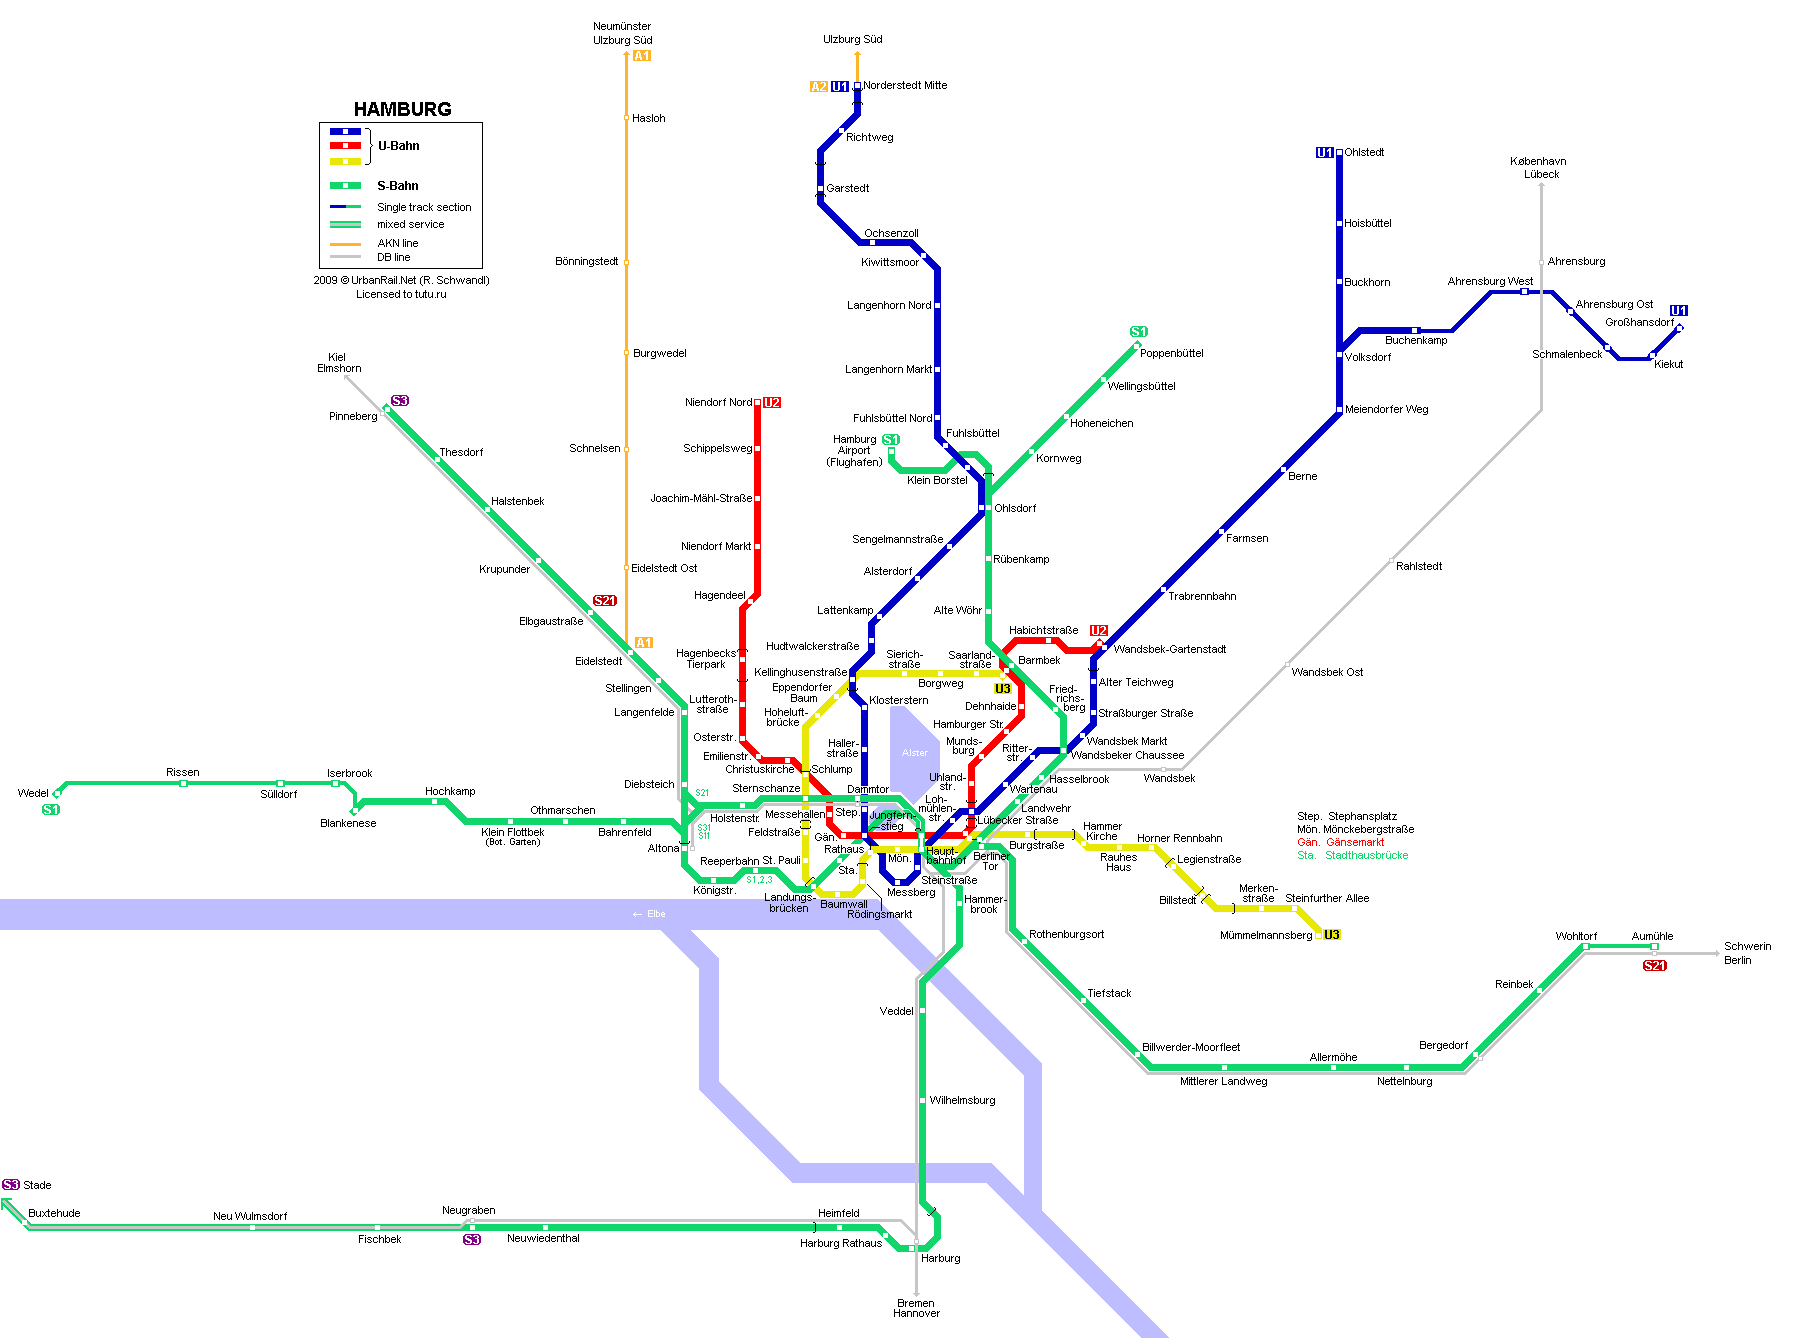 Neumünster
Ulzburg Süd
A1
Ulzburg Süd
A2
U1
Norderstedt Mitte
HAMBURG
U-Bahn
S-Bahn
Single track section
mixed service
AKN line
DB line
2009 © UrbanRail.Net (R. Schwandl)
Licensed to tutu.ru
Hasloh
Richtweg
Garstedt
Ochsenzoll
Kiwittsmoor
U1
Ohlstedt
København
Lübeck
Hoisbüttel
Bönningstedt
Ahrensburg
Buckhorn
Ahrensburg West
Ahrensburg Ost
U1
Großhansdorf
Langenhorn Nord
S1
Buchenkamp
Schmalenbeck
Kiekut
Burgwedel
Poppenbüttel
Volksdorf
Kiel
Elmshorn
Langenhorn Markt
Wellingsbüttel
S3
Pinneberg
Niendorf Nord
U2
Fuhlsbüttel Nord
Hoheneichen
Meiendorfer Weg
Fuhlsbüttel
Hamburg
Airport
(Flughafen)
S1
Thesdorf
Schnelsen
Schippelsweg
Kornweg
Klein Borstel
Berne
Halstenbek
Joachim-Mähl-Straße
Ohlsdorf
Sengelmannstraße
Farmsen
Niendorf Markt
Krupunder
Eidelstedt Ost
Alsterdorf
Rübenkamp
Rahlstedt
S21
Hagendeel
Lattenkamp
Alte Wöhr
Trabrennbahn
Elbgaustraße
A1
Habichtstraße
U2
Eidelstedt
Hagenbecks
Tierpark
Hudtwalckerstraße
Sierich-
straße
Saarland-
straße
Barmbek
Wandsbek-Gartenstadt
Stellingen
Kellinghusenstraße
Borgweg
U3
Wandsbek Ost
Eppendorfer
Baum
Alter Teichweg
Langenfelde
Lutteroth-
straße
Hoheluft-
brücke
Klosterstern
Dehnhaide
Fried-
richs-
berg
Straßburger Straße
Osterstr.
Hamburger Str.
Emilienstr.
Haller-
straße
Alster
Munds-
burg
Ritter-
str.
Wandsbek Markt
Wandsbeker Chaussee
Christuskirche
Schlump
Wandsbek
Hasselbrook
Rissen
Iserbrook
Diebsteich
Sternschanze
Dammtor
Uhland-
str.
Wartenau
Wedel
S1
Sülldorf
Hochkamp
S21
Blankenese
Othmarschen
Holstenstr.
Messehallen
Step.
Jungfern-
stieg
Loh-
mühlen-
str.
Landwehr
Lübecker Straße
Step. Stephansplatz
Mön. Mönckebergstraße
Gän. Gänsemarkt
Sta. Stadthausbrücke
Klein Flottbek
(Bot. Garten)
Bahrenfeld
S31
S11
Feldstraße
Gän.
Burgstraße
Hammer
Kirche
Horner Rennbahn
Altona
Rathaus
Mön.
Haupt-
bahnhof
Berliner
Tor
Rauhes
Haus
Legienstraße
Reeperbahn
St. Pauli
Sta.
Steinstraße
S1,2,3
Königstr.
Messberg
Landungs-
brücken
Baumwall
Rödingsmarkt
Hammer-
brook
Billstedt
Merken-
straße
Steinfurther Allee
← Elbe
Mümmelmannsberg
U3
Rothenburgsort
Wohltorf
Aumühle
S21
Schwerin
Berlin
Reinbek
Tiefstack
Veddel
Billwerder-Moorfleet
Allermöhe
Bergedorf
Mittlerer Landweg
Nettelnburg
Wilhelmsburg
S3
Stade
Buxtehude
Neu Wulmsdorf
Neugraben
Heimfeld
Fischbek
S3
Neuwiedenthal
Harburg Rathaus
Harburg
Bremen
Hannover